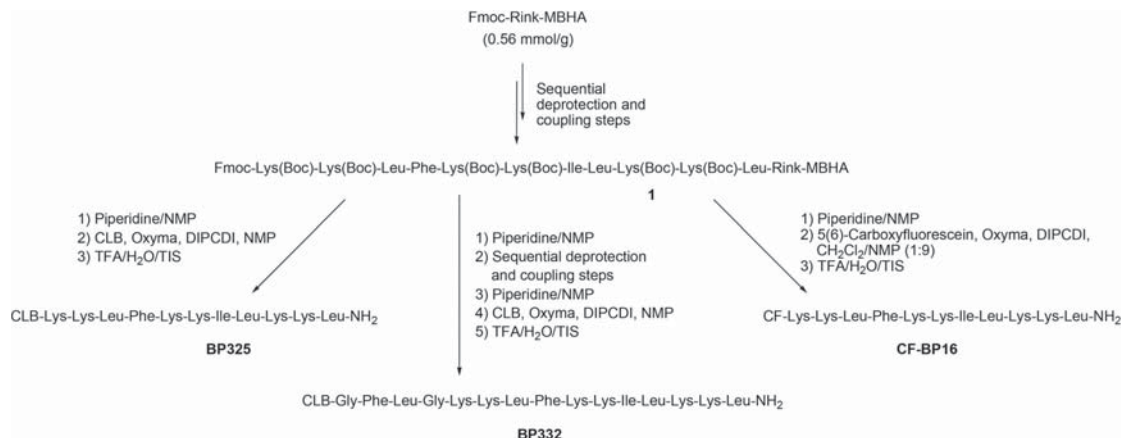 Fmoc-Rink-MBHA
(0.56 mmol/g)
Sequential
deprotection and
coupling steps
Fmoc-Lys(Boc)-Lys(Boc)-Leu-Phe-Lys(Boc)-Lys(Boc)-Ile-Leu-Lys(Boc)-Lys(Boc)-Leu-Rink-MBHA
1
1) Piperidine/NMP
2) CLB, Oxyma, DIPCDI, NMP
3) TFA/H2O/TIS
1) Piperidine/NMP
2) Sequential deprotection
and coupling steps
3) Piperidine/NMP
4) CLB, Oxyma, DIPCDI, NMP
5) TFA/H2O/TIS
1) Piperidine/NMP
2) 5(6)-Carboxyfluorescein, Oxyma, DIPCDI,
CH2Cl2/NMP (1:9)
3) TFA/H2O/TIS
CLB-Lys-Lys-Leu-Phe-Lys-Lys-Ile-Leu-Lys-Lys-Leu-NH2
BP325
CF-Lys-Lys-Leu-Phe-Lys-Lys-Ile-Leu-Lys-Lys-Leu-NH2
CF-BP16
CLB-Gly-Phe-Leu-Gly-Lys-Lys-Leu-Phe-Lys-Lys-Ile-Leu-Lys-Lys-Leu-NH2
BP332